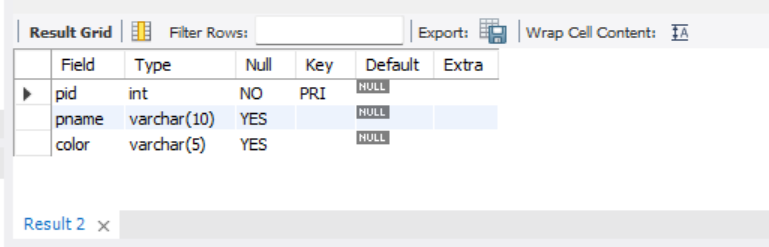 Result Grid Filter Rows: Export: Wrap Cell Content: IA
Field Type Null Key Default Extra
pid int NO PRI NULL
pname varchar(10) YES NULL
color varchar(5) YES NULL
Result 2 ×